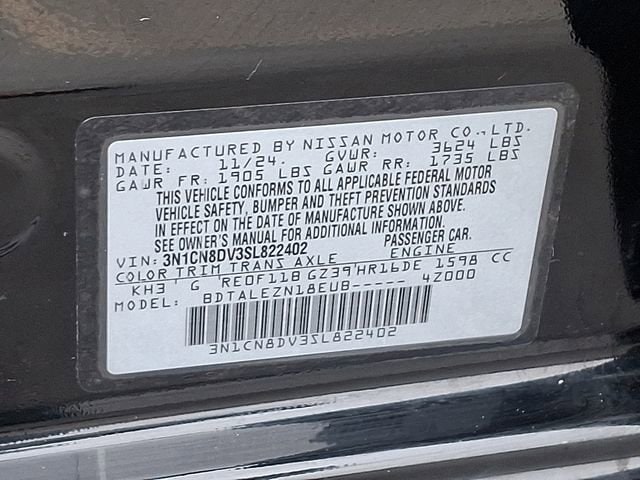 MANUFACTURED BY NISSAN MOTOR CO., LTD.
DATE: 11/24. GVWR: 3624 LBS
GAWR FR: 1905 LBS GAWR RR: 1735 LBS
THIS VEHICLE CONFORMS TO ALL APPLICABLE FEDERAL MOTOR
VEHICLE SAFETY, BUMPER AND THEFT PREVENTION STANDARDS
IN EFFECT ON THE DATE OF MANUFACTURE SHOWN ABOVE.
SEE OWNER'S MANUAL FOR ADDITIONAL INFORMATION.
VIN: 3N1CN8DV3SL822402 PASSENGER CAR.
COLOR TRIM TRANS AXLE ENGINE
KH3 G RE0F11B GZ39 HR16DE 1598 CC
MODEL: BDTALEZN18EUB----- 4Z000
3N1CN8DV3SL822402